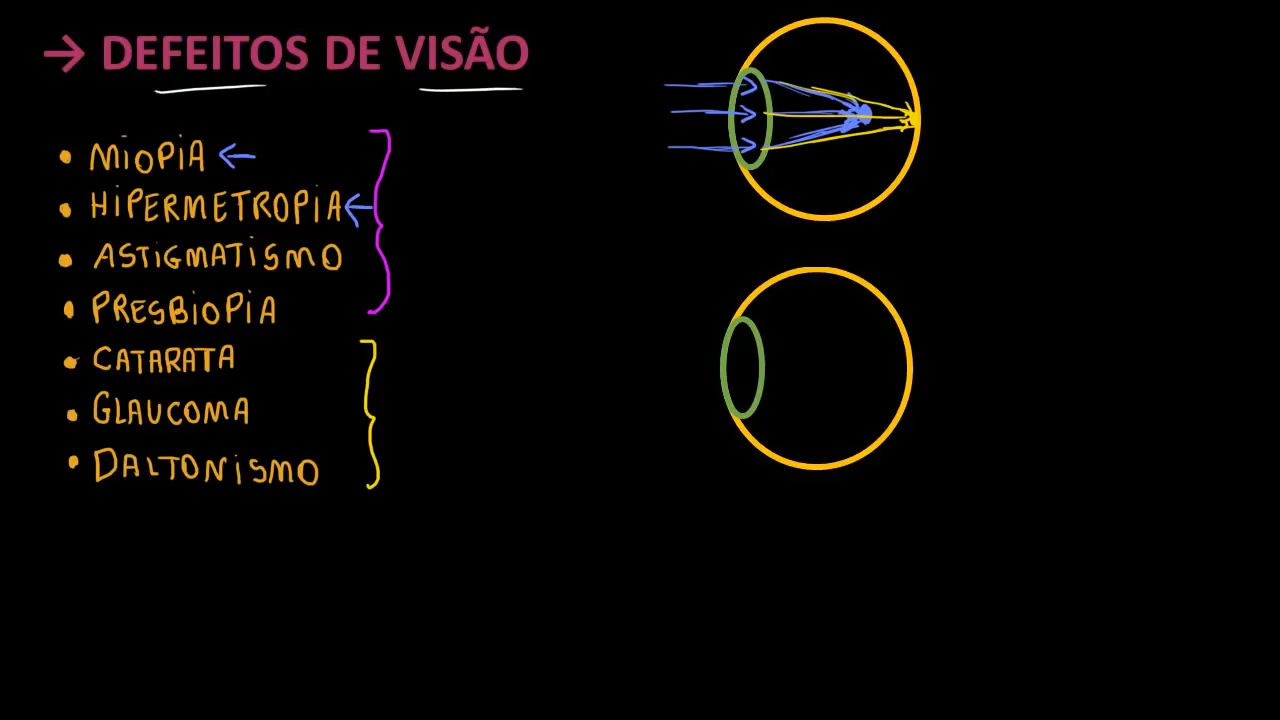 → DEFEITOS DE VISÃO
• MIOPIA ←
• HIPERMETROPIA ←
• ASTIGMATISMO
• PRESBIOPIA
• CATARATA
• GLAUCOMA
• DALTONISMO